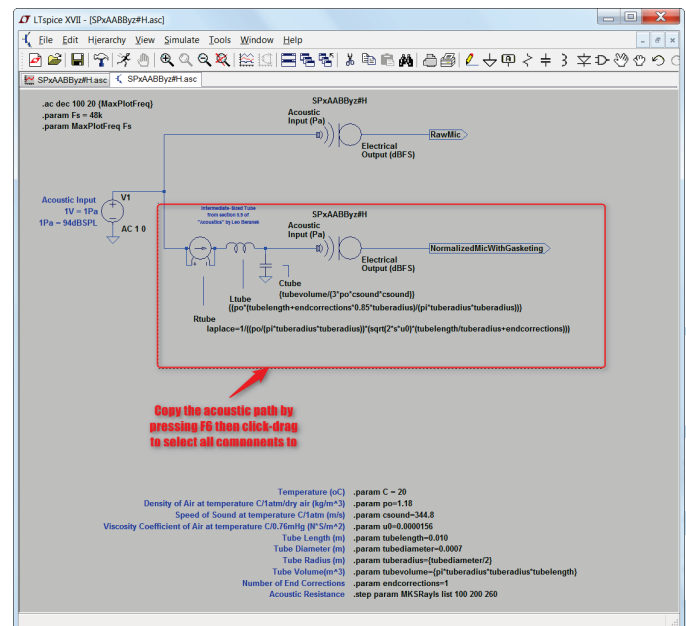 LTspice XVII - [SPxAABByz#H.asc]
File Edit Hierarchy View Simulate Tools Window Help
SPxAABByz#H.asc SPxAABByz#H.asc
.ac dec 100 20 {MaxPlotFreq}
.param Fs = 48k
.param MaxPlotFreq Fs
SPxAABByz#H
Acoustic
Input (Pa)
RawMic
Electrical
Output (dBFS)
Acoustic Input
1V = 1Pa
1Pa = 94dBSPL
V1
AC 1 0
Intermediate-Sized Tube
from section 5.5 of
"Acoustics" by Leo Beranek
SPxAABByz#H
Acoustic
Input (Pa)
NormalizedMicWithGasketing
Electrical
Output (dBFS)
Ctube
{tubevolume/(3*po*csound*csound)}
Ltube
{(po*(tubelength+endcorrections*0.85*tuberadius)/(pi*tuberadius*tuberadius))}
Rtube
laplace=1/((po/(pi*tuberadius*tuberadius))*(sqrt(2*s*u0)*(tubelength/tuberadius+endcorrections)))
Copy the acoustic path by
pressing F6 then click-drag
to select all components to
Temperature (oC) .param C = 20
Density of Air at temperature C/1atm/dry air (kg/m^3) .param po=1.18
Speed of Sound at temperature C/1atm (m/s) .param csound=344.8
Viscosity Coefficient of Air at temperature C/0.76mHg (N*S/m^2) .param u0=0.0000156
Tube Length (m) .param tubelength=0.010
Tube Diameter (m) .param tubediameter=0.0007
Tube Radius (m) .param tuberadius={tubediameter/2}
Tube Volume(m^3) .param tubevolume={pi*tuberadius*tuberadius*tubelength}
Number of End Corrections .param endcorrections=1
Acoustic Resistance .step param MKSRayls list 100 200 260